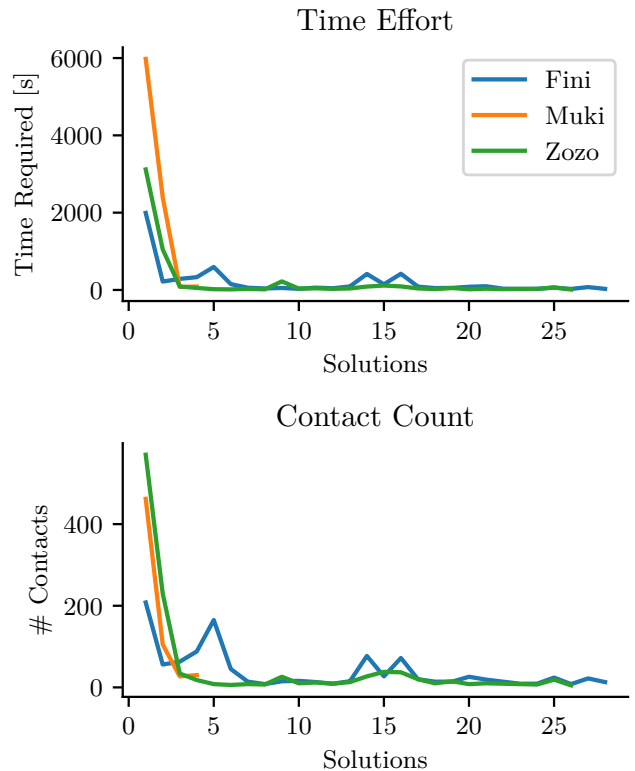 Time Effort
Time Required [s]
6000
4000
2000
0
Fini
Muki
Zozo
0 5 10 15 20 25
Solutions
Contact Count
# Contacts
400
200
0
0 5 10 15 20 25
Solutions